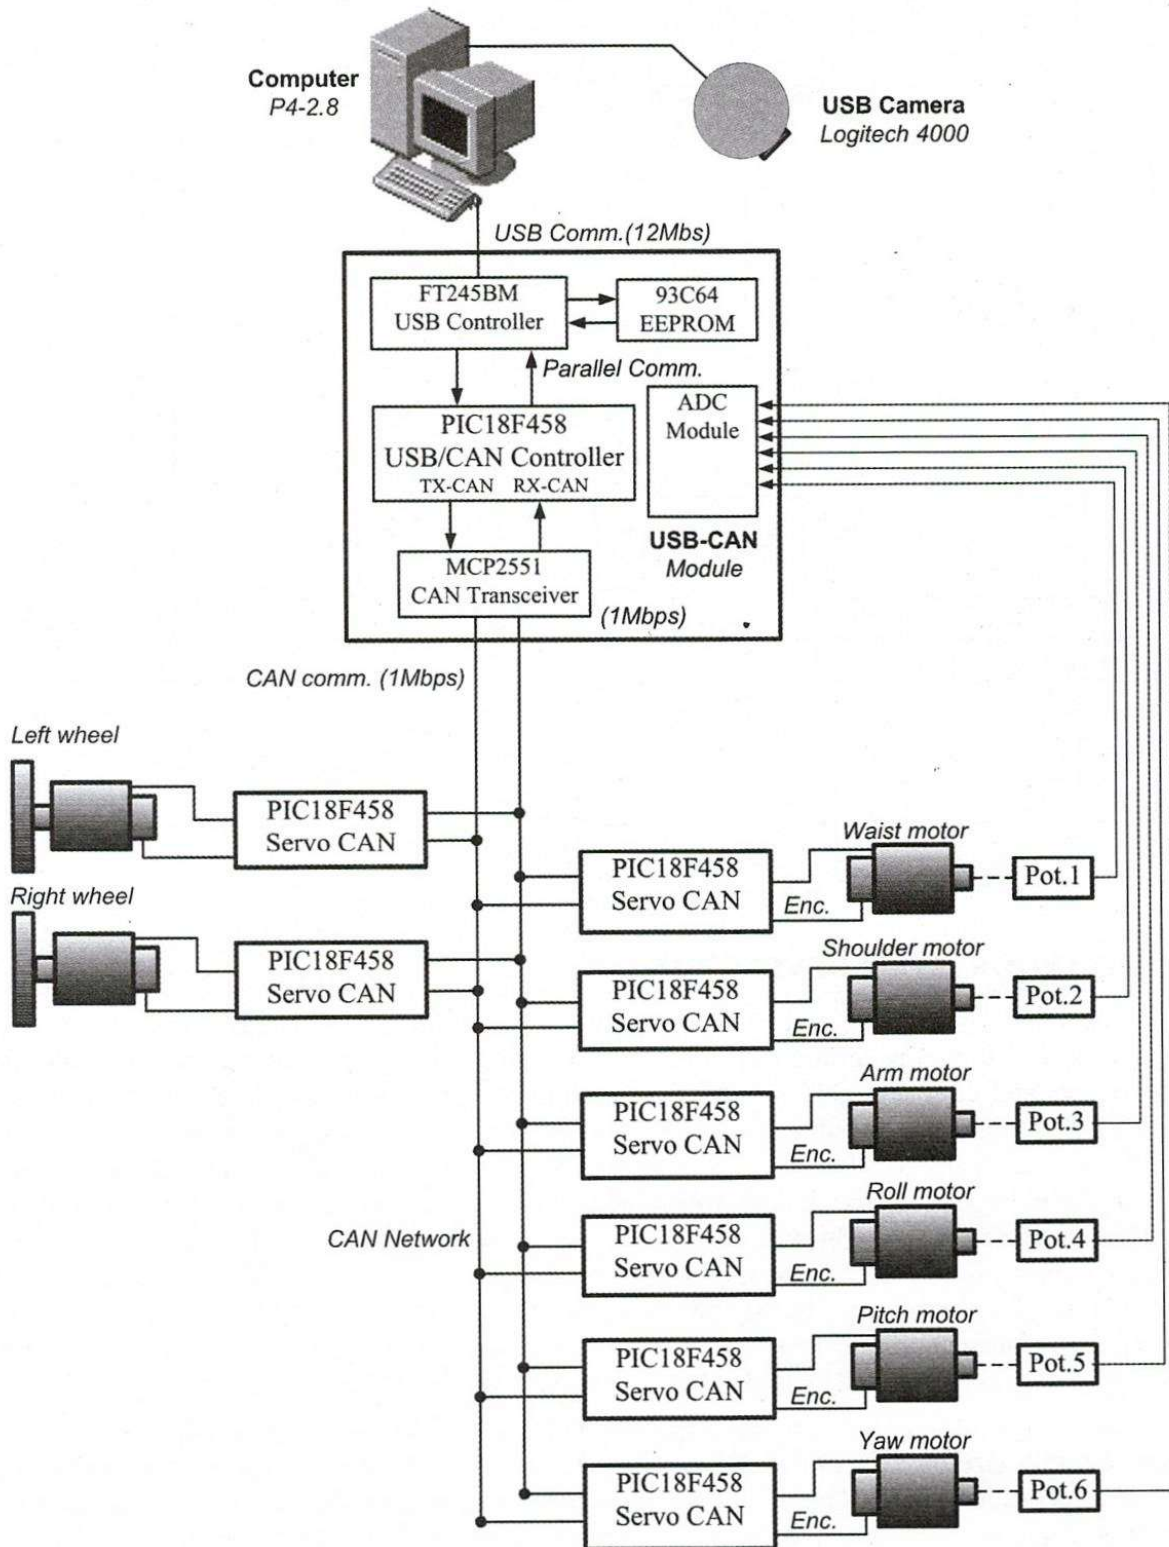 Computer
P4-2.8
USB Camera
Logitech 4000
USB Comm.(12Mbs)
FT245BM
USB Controller
93C64
EEPROM
Parallel Comm.
PIC18F458
USB/CAN Controller
TX-CAN RX-CAN
ADC
Module
USB-CAN
Module
MCP2551
CAN Transceiver
(1Mbps)
CAN comm. (1Mbps)
Left wheel
PIC18F458
Servo CAN
Right wheel
PIC18F458
Servo CAN
PIC18F458
Servo CAN
Enc.
Waist motor
Pot.1
PIC18F458
Servo CAN
Enc.
Shoulder motor
Pot.2
PIC18F458
Servo CAN
Enc.
Arm motor
Pot.3
CAN Network
PIC18F458
Servo CAN
Enc.
Roll motor
Pot.4
PIC18F458
Servo CAN
Enc.
Pitch motor
Pot.5
PIC18F458
Servo CAN
Enc.
Yaw motor
Pot.6